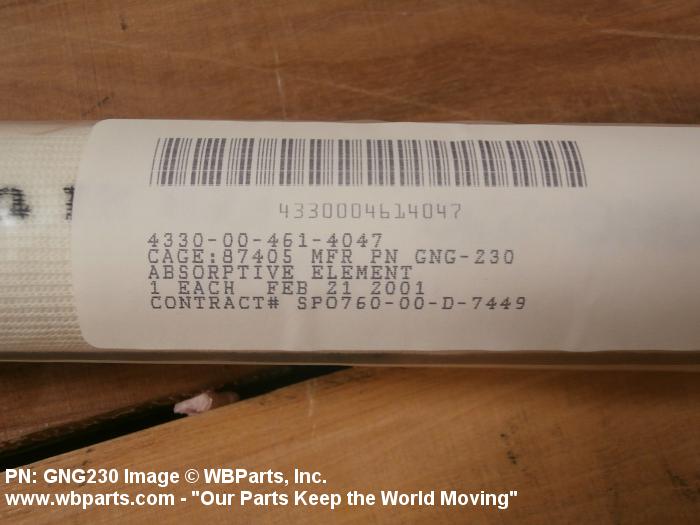 4330004614047
4330-00-461-4047
CAGE:87405 MFR PN GNG-230
ABSORPTIVE ELEMENT
1 EACH FEB 21 2001
CONTRACT# SPO760-00-D-7449
PN: GNG230 Image © WBParts, Inc.
www.wbparts.com - "Our Parts Keep the World Moving"